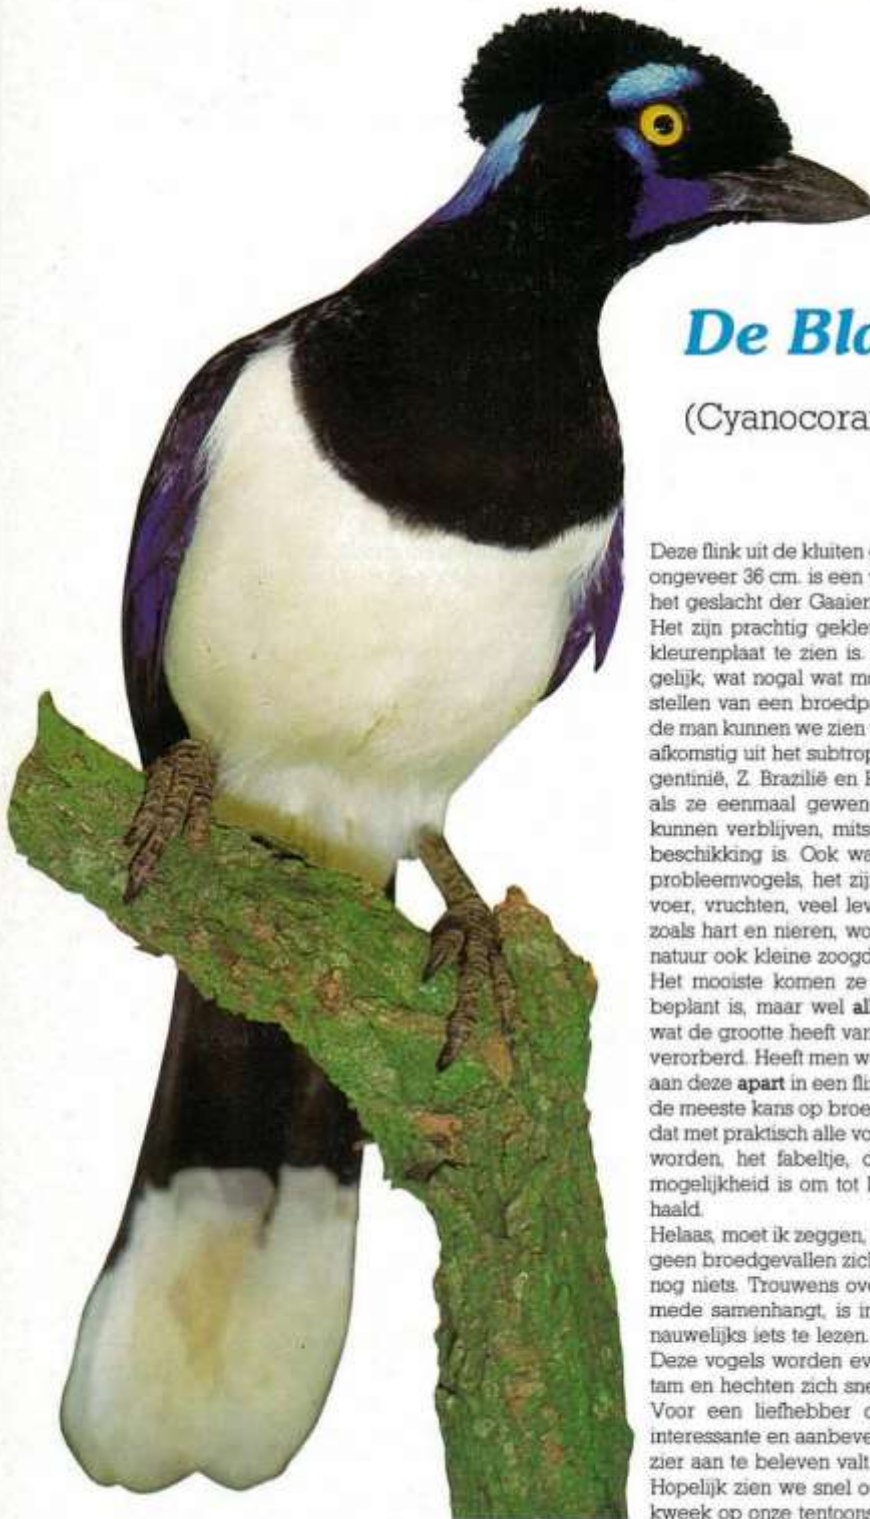 De Bla
(Cyanocora
Deze flink uit de kluiten
ongeveer 36 cm. is een
het geslacht der Gaaien
Het zijn prachtig gekle
kleurenplaat te zien is.
gelijk, wat nogal wat mo
stellen van een broedp
de man kunnen we zien
afkomstig uit het subtrop
gentinië, Z. Brazilië en
als ze eenmaal gewen
kunnen verblijven, mits
beschikking is. Ook wa
probleemvogels, het zij
voer, vruchten, veel lev
zoals hart en nieren, wo
natuur ook kleine zoogd
Het mooiste komen ze
beplant is, maar wel al
wat de grootte heeft van
verorberd. Heeft men w
aan deze apart in een flin
de meeste kans op broe
dat met praktisch alle vo
worden, het fabeltje, d
mogelijkheid is om tot
haald.
Helaas, moet ik zeggen,
geen broedgevallen zich
nog niets. Trouwens ove
mede samenhangt, is in
nauwelijks iets te lezen.
Deze vogels worden ev
tam en hechten zich sne
Voor een liefhebber d
interessante en aanbeve
zier aan te beleven valt
Hopelijk zien we snel o
kweek op onze tentoons